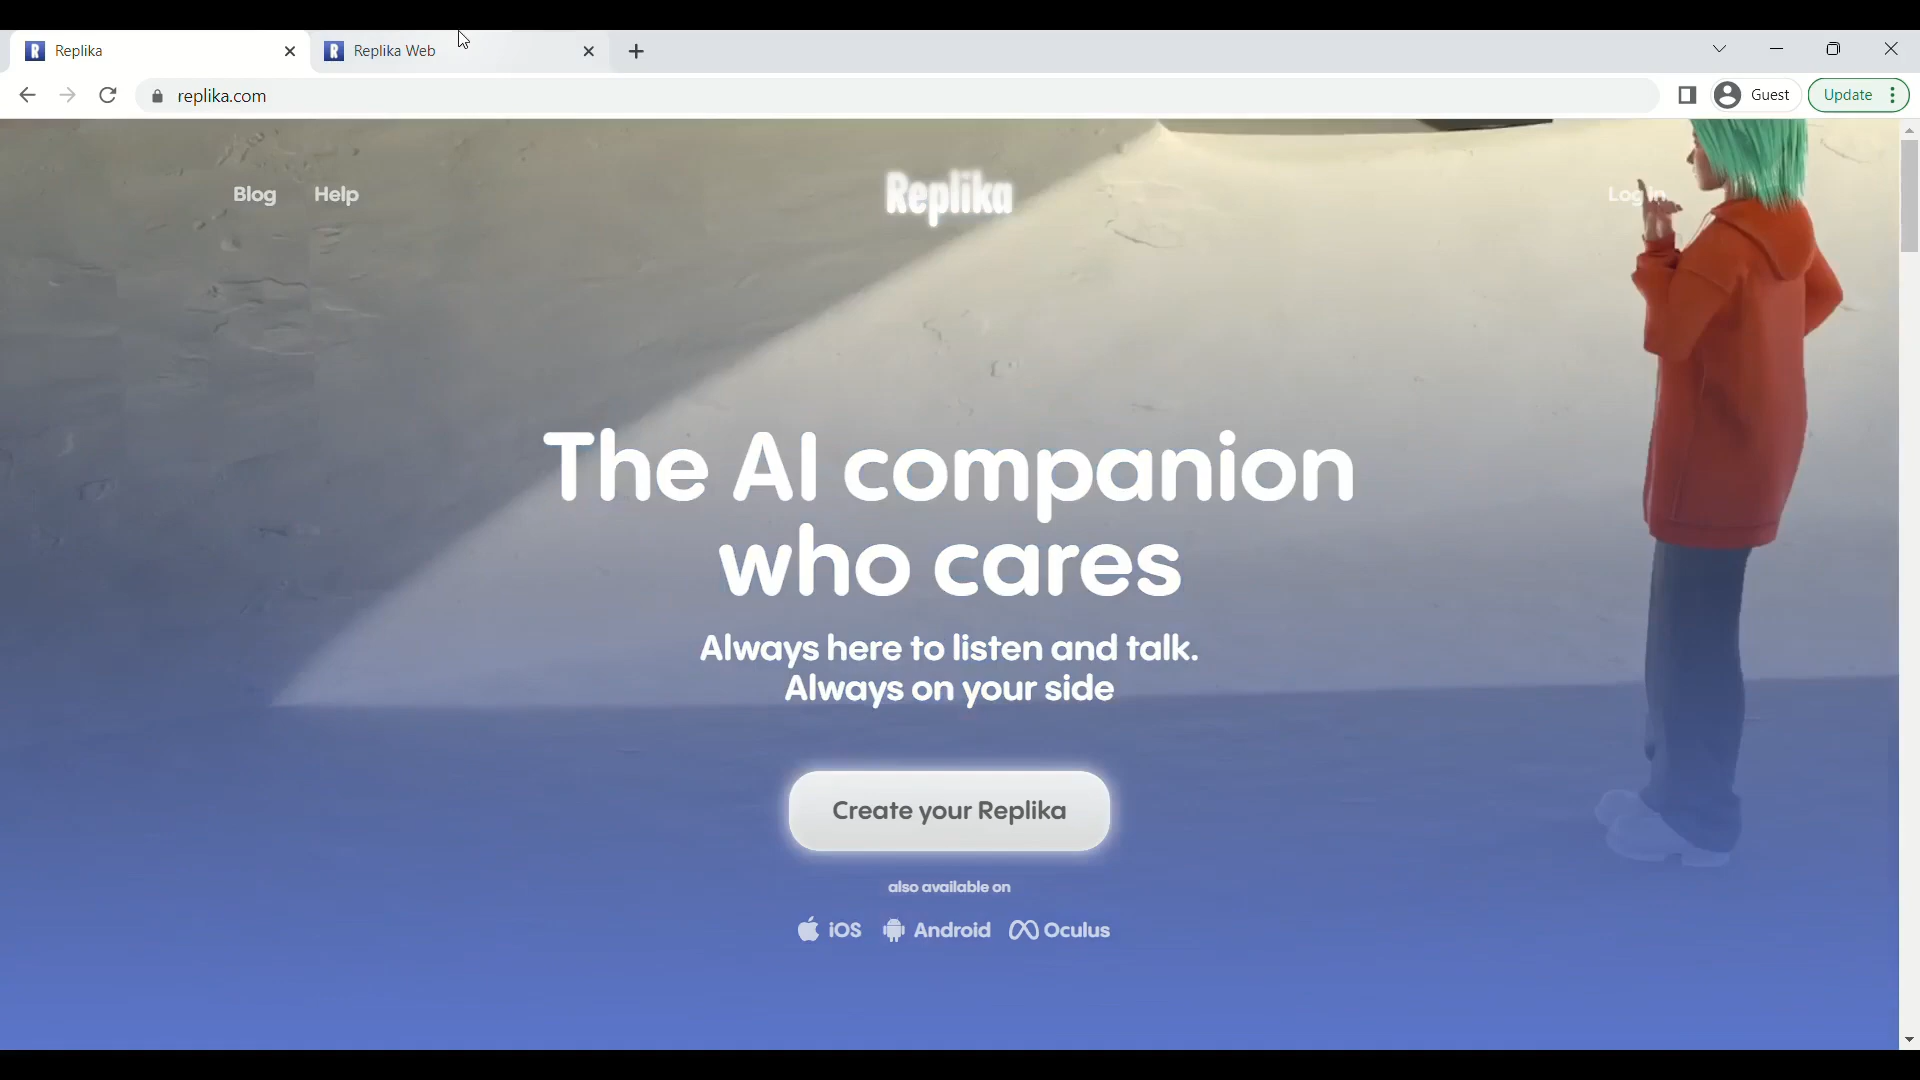 Replika
Replika Web
replika.com
Guest
Update
Blog
Help
Replika
Log in
The AI companion
who cares
Always here to listen and talk.
Always on your side
Create your Replika
also available on
iOS
Android
Oculus